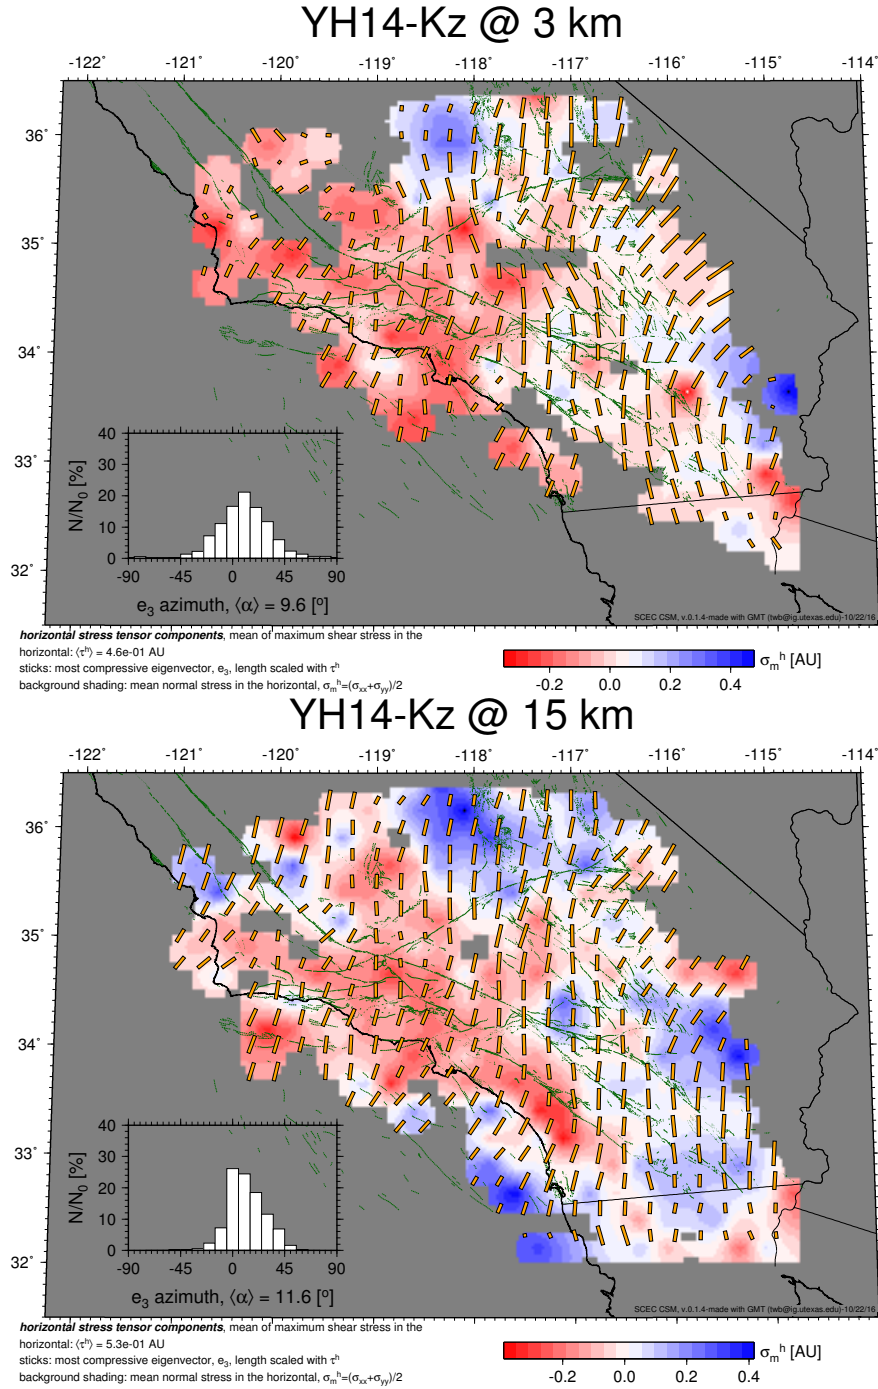 YH14-Kz @ 3 km
-122˚ -121˚ -120˚ -119˚ -118˚ -117˚ -116˚ -115˚ -114˚
36˚
35˚
34˚
33˚
32˚
N/N₀ [%]
40
30
20
10
0
-90 -45 0 45 90
e₃ azimuth, ⟨α⟩ = 9.6 [°]
SCEC CSM, v.0.1.4-made with GMT (twb@ig.utexas.edu)-10/22/16
horizontal stress tensor components, mean of maximum shear stress in the
horizontal: ⟨τʰ⟩ = 4.6e-01 AU
sticks: most compressive eigenvector, e₃, length scaled with τʰ
background shading: mean normal stress in the horizontal, σₘʰ=(σₓₓ+σyy)/2
-0.2 0.0 0.2 0.4
σₘʰ [AU]
YH14-Kz @ 15 km
-122˚ -121˚ -120˚ -119˚ -118˚ -117˚ -116˚ -115˚ -114˚
36˚
35˚
34˚
33˚
32˚
N/N₀ [%]
40
30
20
10
0
-90 -45 0 45 90
e₃ azimuth, ⟨α⟩ = 11.6 [°]
SCEC CSM, v.0.1.4-made with GMT (twb@ig.utexas.edu)-10/22/16
horizontal stress tensor components, mean of maximum shear stress in the
horizontal: ⟨τʰ⟩ = 5.3e-01 AU
sticks: most compressive eigenvector, e₃, length scaled with τʰ
background shading: mean normal stress in the horizontal, σₘʰ=(σₓₓ+σyy)/2
-0.2 0.0 0.2 0.4
σₘʰ [AU]